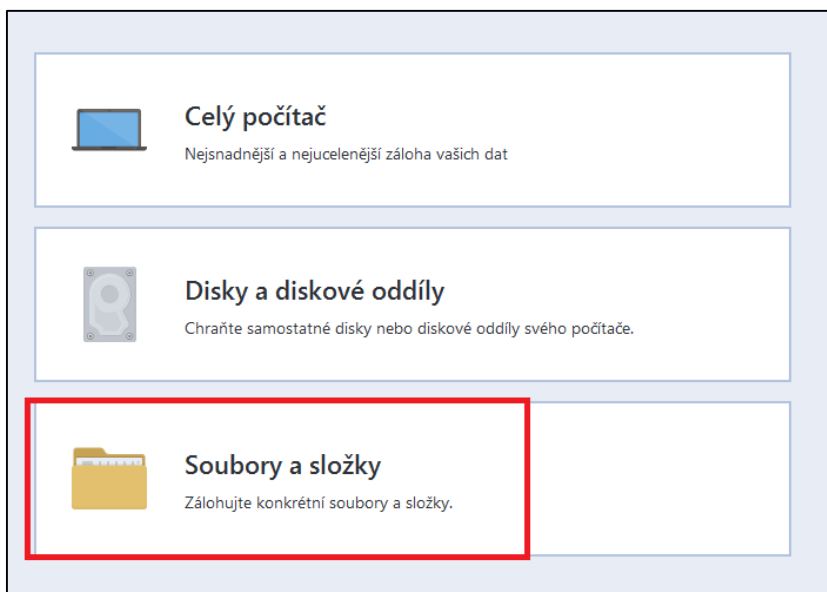 Celý počítač
Nejsnadnější a nejucelenější záloha vašich dat
Disky a diskové oddíly
Chraňte samostatné disky nebo diskové oddíly svého počítače.
Soubory a složky
Zálohujte konkrétní soubory a složky.